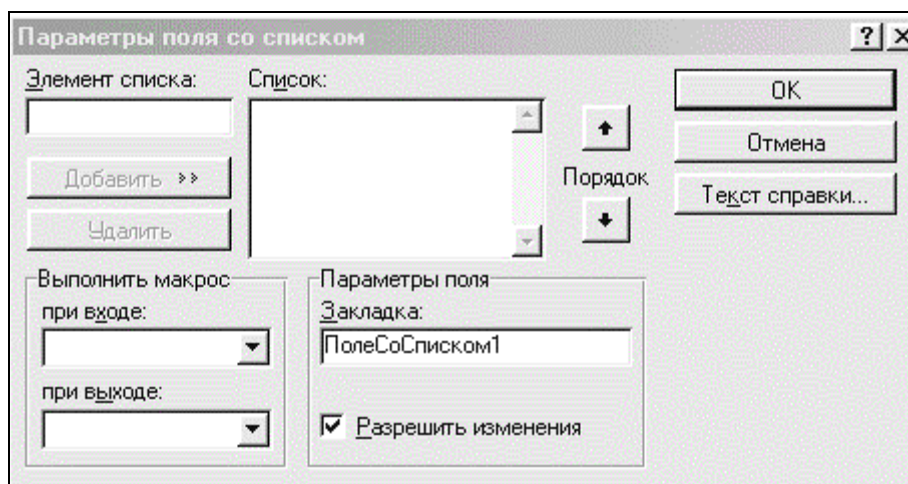 Параметры поля со списком
Элемент списка:
Список:
OK
Отмена
Добавить
Порядок
Текст справки...
Удалить
Выполнить макрос
Параметры поля
при входе:
Закладка:
ПолеСоСписком1
при выходе:
Разрешить изменения